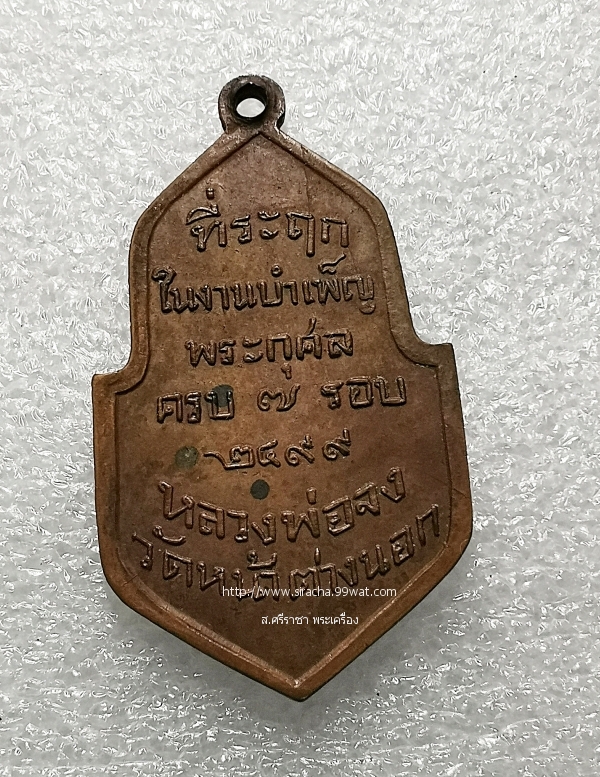 ที่ระฤก
ในงานบำเพ็ญ
พระกุศล
ครบ ๗ รอบ
๒๔๙๙
หลวงพ่อจง
วัดหน้าต่างนอก
http://www.sracha.99wat.com/
ส.ศรีราชา พระเครื่อง